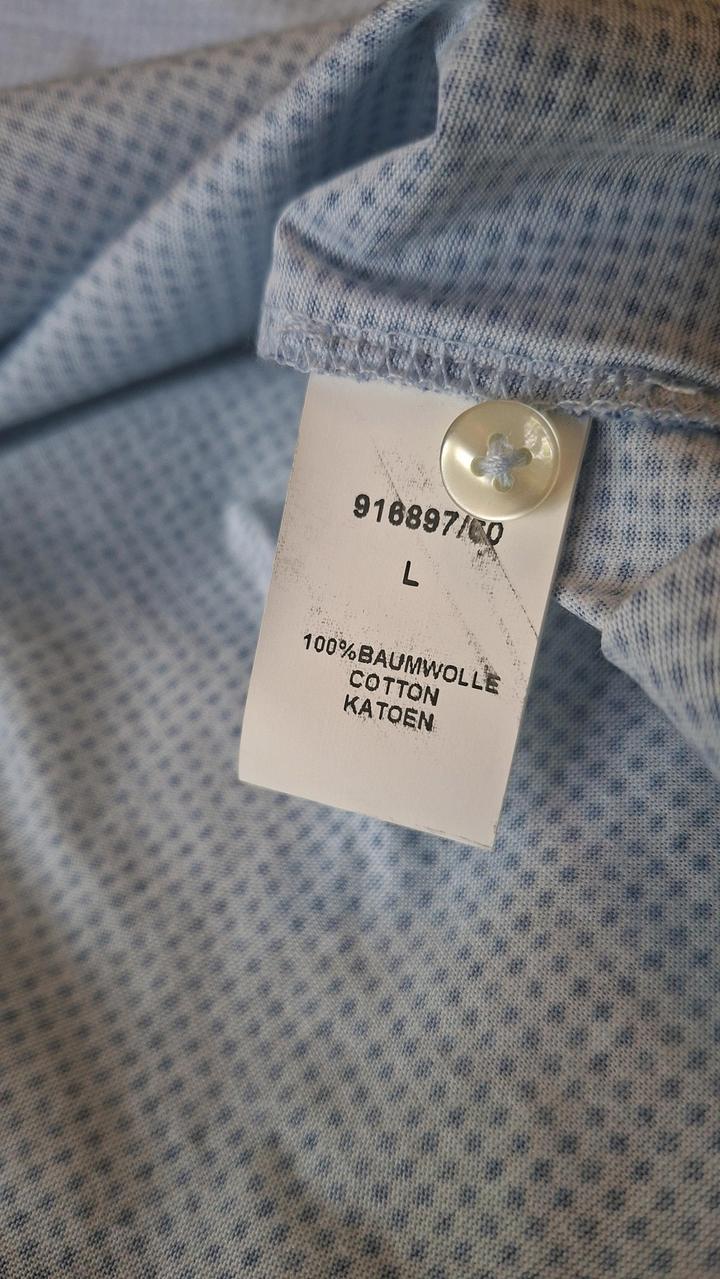 916897/60
L
100%BAUMWOLLE
COTTON
KATOEN